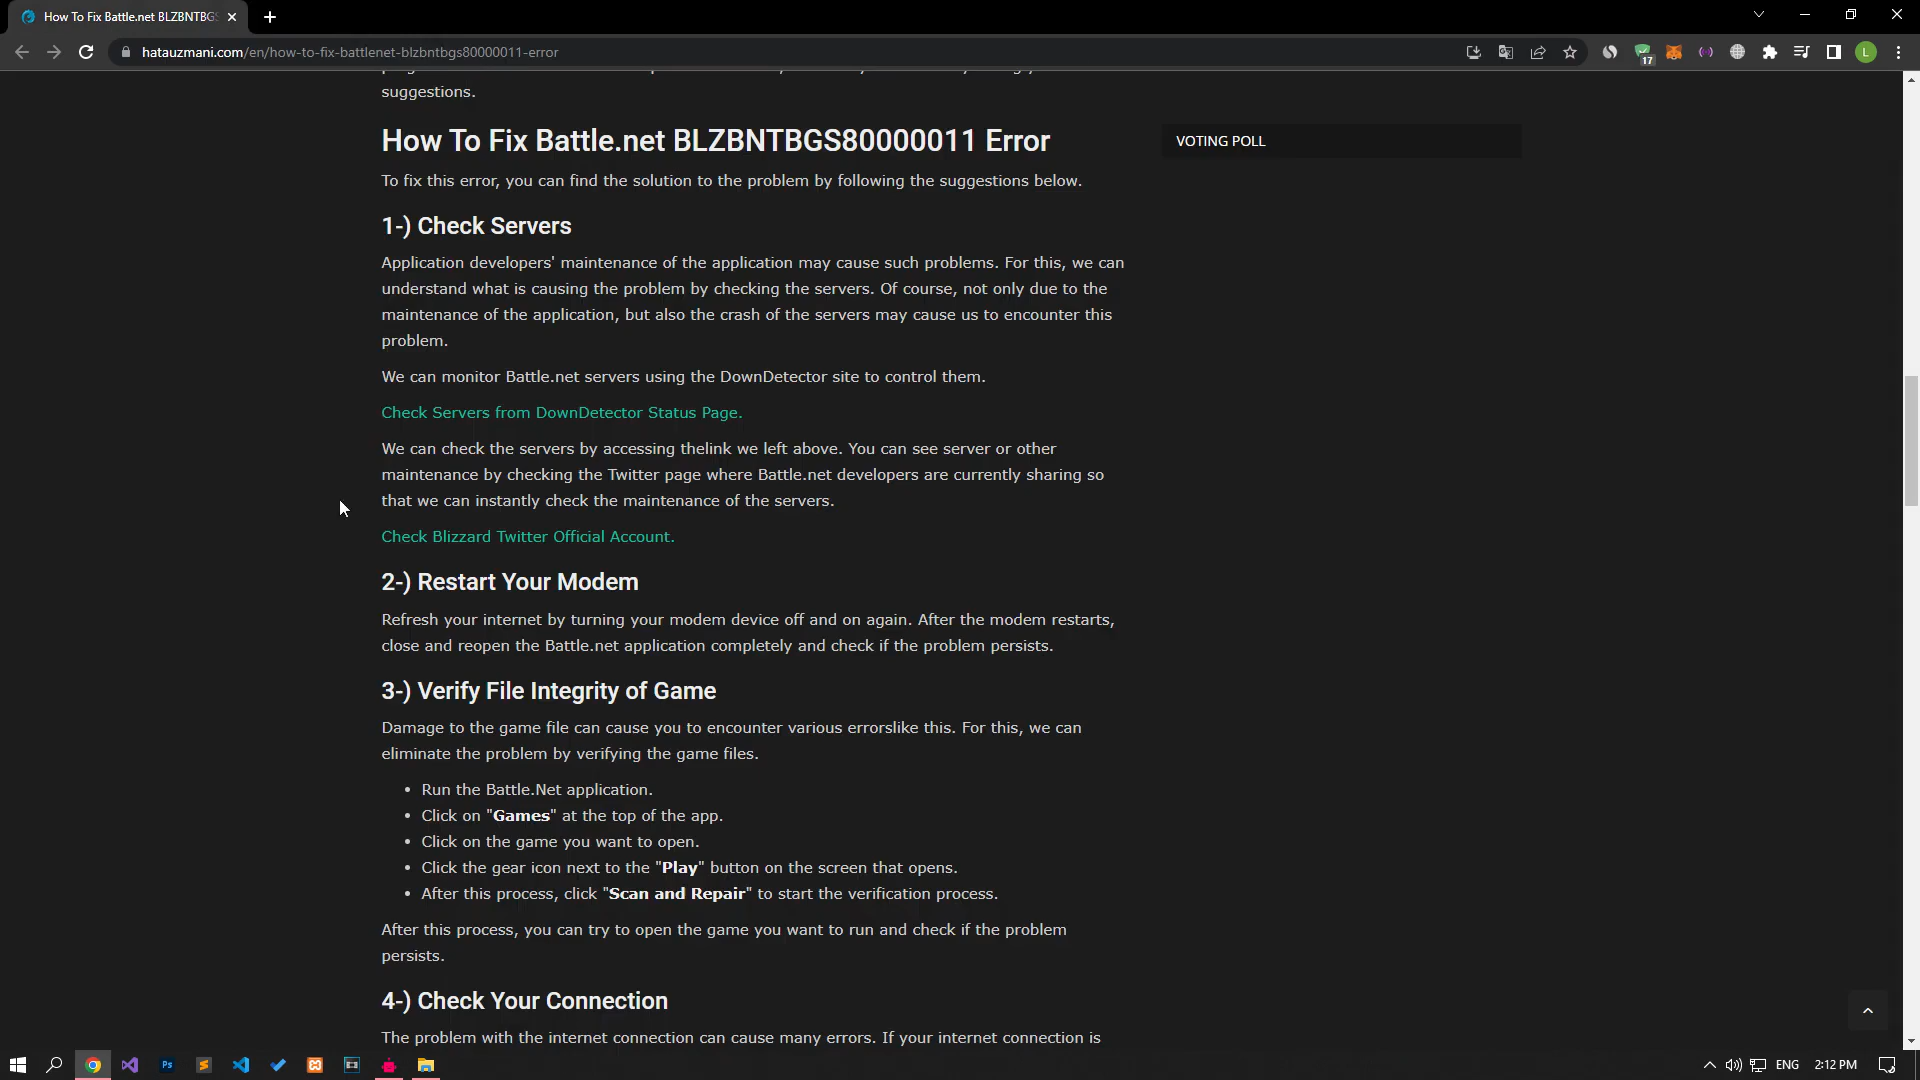 How To Fix Battle.net BLZBNTBGS
hatauzmani.com/en/how-to-fix-battlenet-blzbntbgs80000011-error
17
L
suggestions.
How To Fix Battle.net BLZBNTBGS80000011 Error
VOTING POLL
To fix this error, you can find the solution to the problem by following the suggestions below.
1-) Check Servers
Application developers' maintenance of the application may cause such problems. For this, we can
understand what is causing the problem by checking the servers. Of course, not only due to the
maintenance of the application, but also the crash of the servers may cause us to encounter this
problem.
We can monitor Battle.net servers using the DownDetector site to control them.
Check Servers from DownDetector Status Page.
We can check the servers by accessing thelink we left above. You can see server or other
maintenance by checking the Twitter page where Battle.net developers are currently sharing so
that we can instantly check the maintenance of the servers.
Check Blizzard Twitter Official Account.
2-) Restart Your Modem
Refresh your internet by turning your modem device off and on again. After the modem restarts,
close and reopen the Battle.net application completely and check if the problem persists.
3-) Verify File Integrity of Game
Damage to the game file can cause you to encounter various errorslike this. For this, we can
eliminate the problem by verifying the game files.
• Run the Battle.Net application.
• Click on "Games" at the top of the app.
• Click on the game you want to open.
• Click the gear icon next to the "Play" button on the screen that opens.
• After this process, click "Scan and Repair" to start the verification process.
After this process, you can try to open the game you want to run and check if the problem
persists.
4-) Check Your Connection
The problem with the internet connection can cause many errors. If your internet connection is
Ps
ENG
2:12 PM